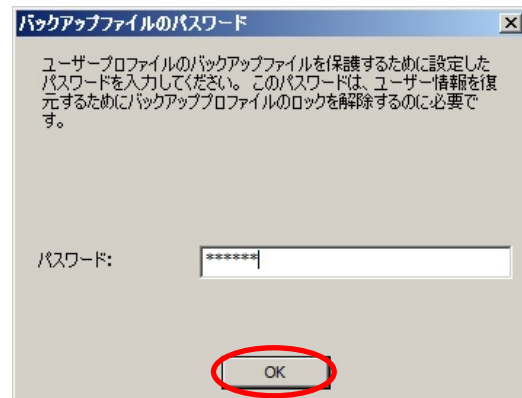 バックアップファイルのパスワード
ユーザープロファイルのバックアップファイルを保護するために設定した
パスワードを入力してください。 このパスワードは、ユーザー情報を復
元するためにバックアッププロファイルのロックを解除するのに必要で
す。
パスワード: ******
OK